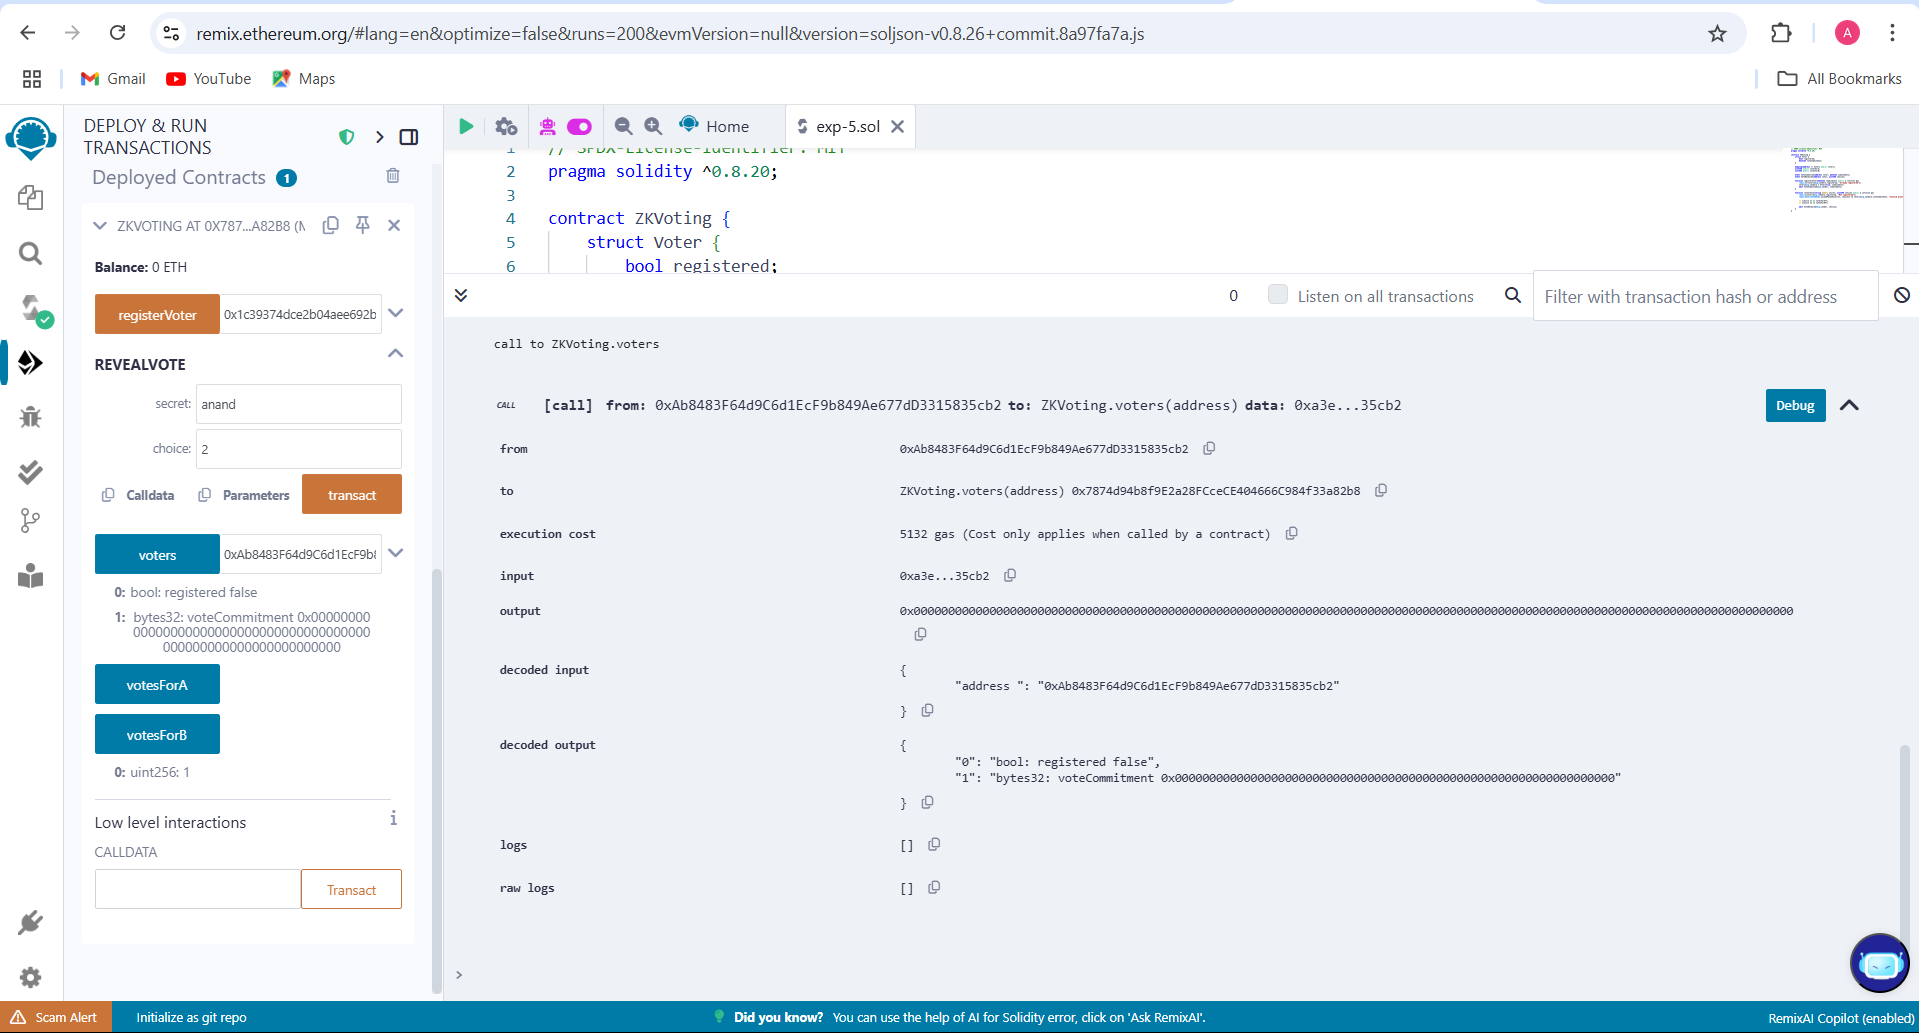 remix.ethereum.org/#lang=en&optimize=false&runs=200&evmVersion=null&version=soljson-v0.8.26+commit.8a97fa7a.js
A
Gmail
YouTube
Maps
All Bookmarks
DEPLOY & RUN
TRANSACTIONS
Deployed Contracts 1
ZKVOTING AT 0X787...A82B8 (M
Balance: 0 ETH
registerVoter 0x1c39374dce2b04aee692b
REVEALVOTE
secret: anand
choice: 2
Calldata Parameters transact
voters 0xAb8483F64d9C6d1EcF9b8
0: bool: registered false
1: bytes32: voteCommitment 0x00000000
00000000000000000000000000000000
000000000000000000000000
votesForA
votesForB
0: uint256: 1
Low level interactions
i
CALLDATA
Transact
Home
exp-5.sol
1 // SPDX-License-Identifier: MIT
2 pragma solidity ^0.8.20;
3
4 contract ZKVoting {
5 struct Voter {
6 bool registered;
0 Listen on all transactions Filter with transaction hash or address
call to ZKVoting.voters
CALL [call] from: 0xAb8483F64d9C6d1EcF9b849Ae677dD3315835cb2 to: ZKVoting.voters(address) data: 0xa3e...35cb2 Debug
from 0xAb8483F64d9C6d1EcF9b849Ae677dD3315835cb2
to ZKVoting.voters(address) 0x7874d94b8f9E2a28FCceCE404666C984f33a82b8
execution cost 5132 gas (Cost only applies when called by a contract)
input 0xa3e...35cb2
output 0x00000000000000000000000000000000000000000000000000000000000000000000000000000000000000000000000000000000000000000000000000000000
decoded input {
"address ": "0xAb8483F64d9C6d1EcF9b849Ae677dD3315835cb2"
}
decoded output {
"0": "bool: registered false",
"1": "bytes32: voteCommitment 0x0000000000000000000000000000000000000000000000000000000000000000"
}
logs []
raw logs []
>
Scam Alert
Initialize as git repo
Did you know? You can use the help of AI for Solidity error, click on 'Ask RemixAI'.
RemixAI Copilot (enabled)